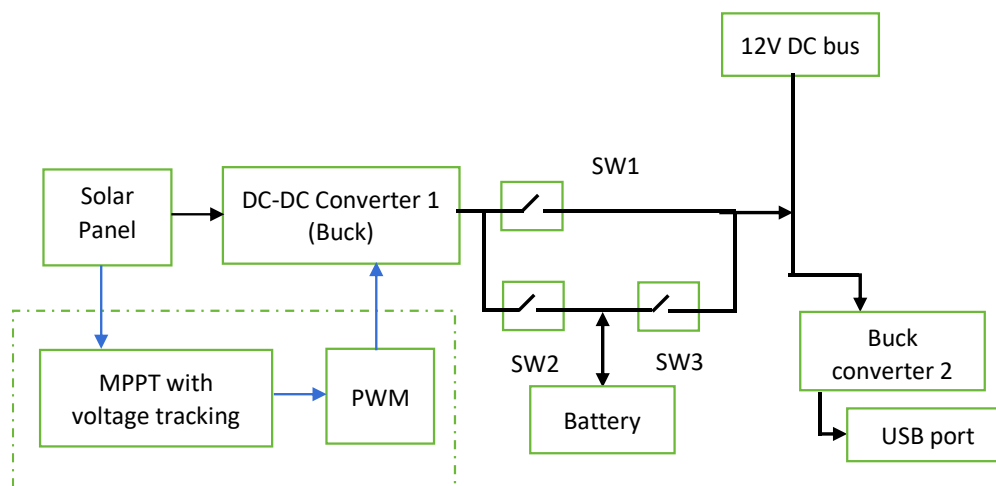 12V DC bus
SW1
Solar
Panel
DC-DC Converter 1
(Buck)
SW2
SW3
Buck
converter 2
MPPT with
voltage tracking
PWM
Battery
USB port